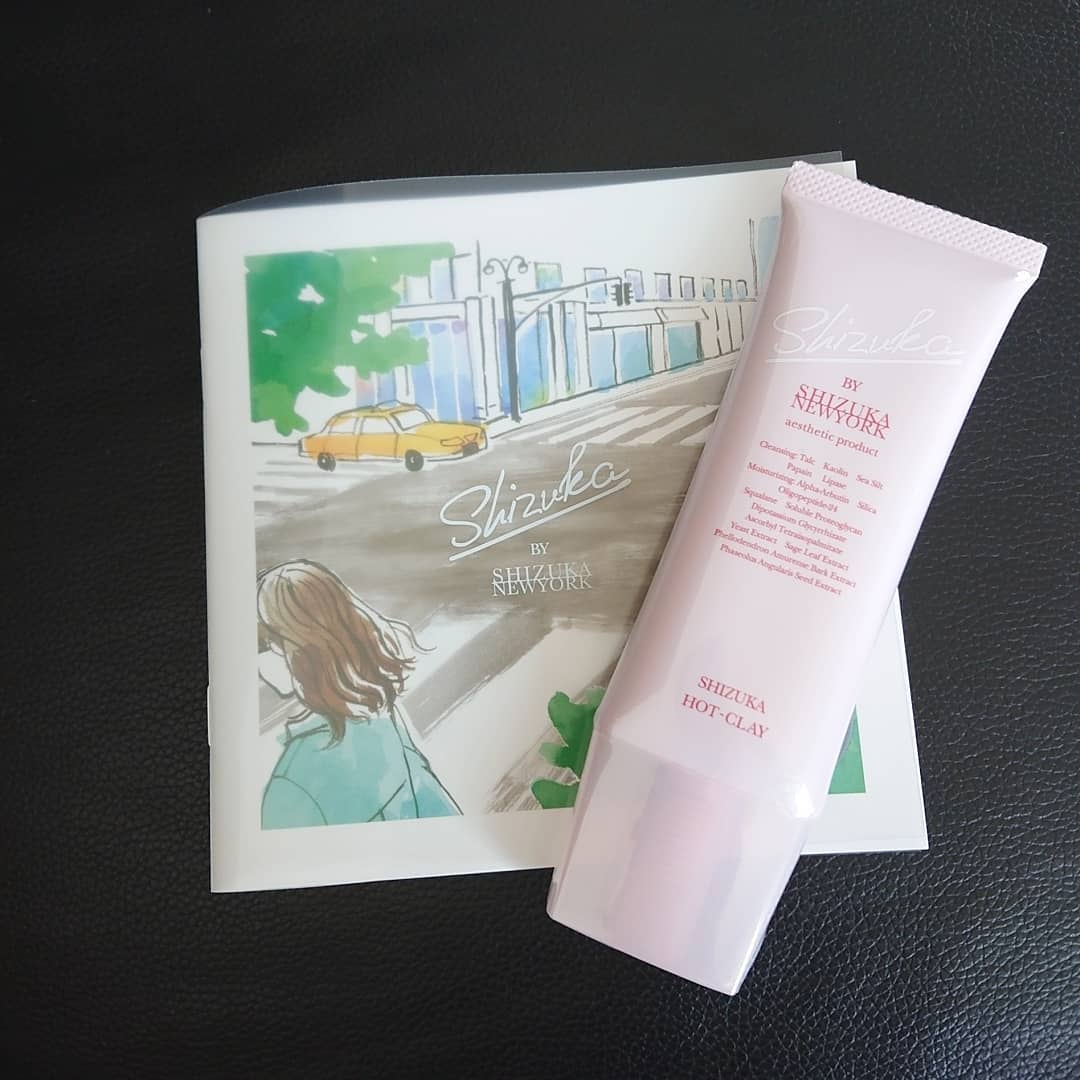 Shizuka
BY
SHIZUKA
NEWYORK
Shizuka
BY
SHIZUKA
NEWYORK
aesthetic product
Cleansing: Talc Kaolin Sea Silt
Papain Lipase
Moisturizing: Alpha-Arbutin Silica
Oligopeptide-24
Squalane Soluble Proteoglycan
Dipotassium Glycyrrhizate
Ascorbyl Tetraisopalmitate
Yeast Extract Sage Leaf Extract
Phellodendron Amurense Bark Extract
Phaseolus Angularis Seed Extract
SHIZUKA
HOT-CLAY